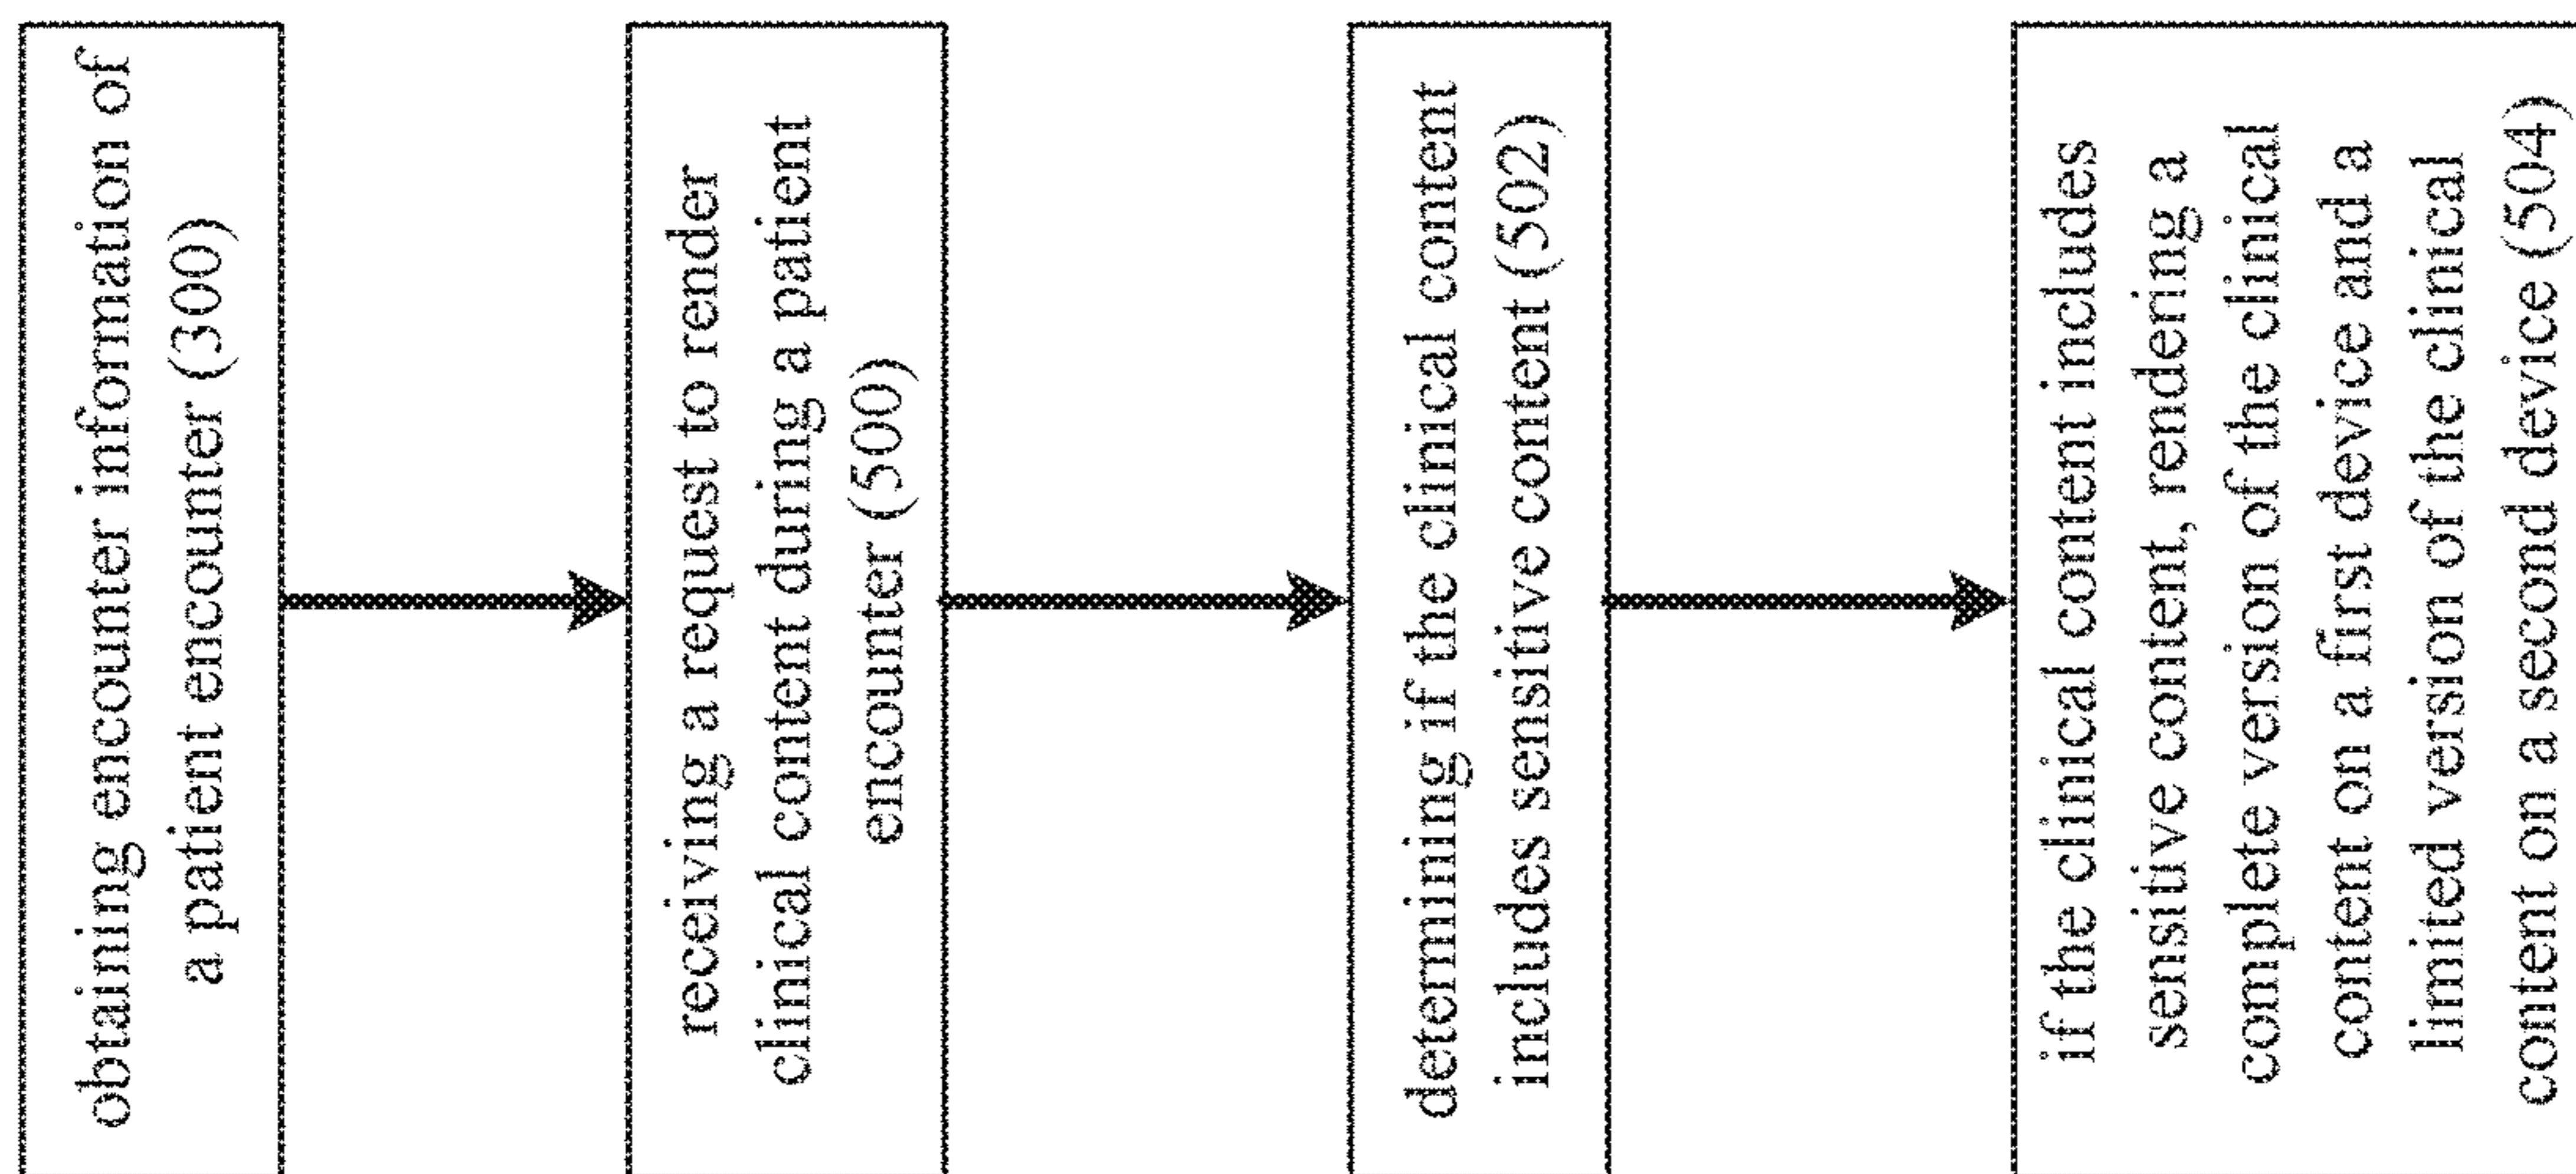 obtaining encounter information of
a patient encounter (300)
receiving a request to render
clinical content during a patient
encounter (500)
determining if the clinical content
includes sensitive content (502)
if the clinical content includes
sensitive content, rendering a
complete version of the clinical
content on a first device and a
limited version of the clinical
content on a second device (504)